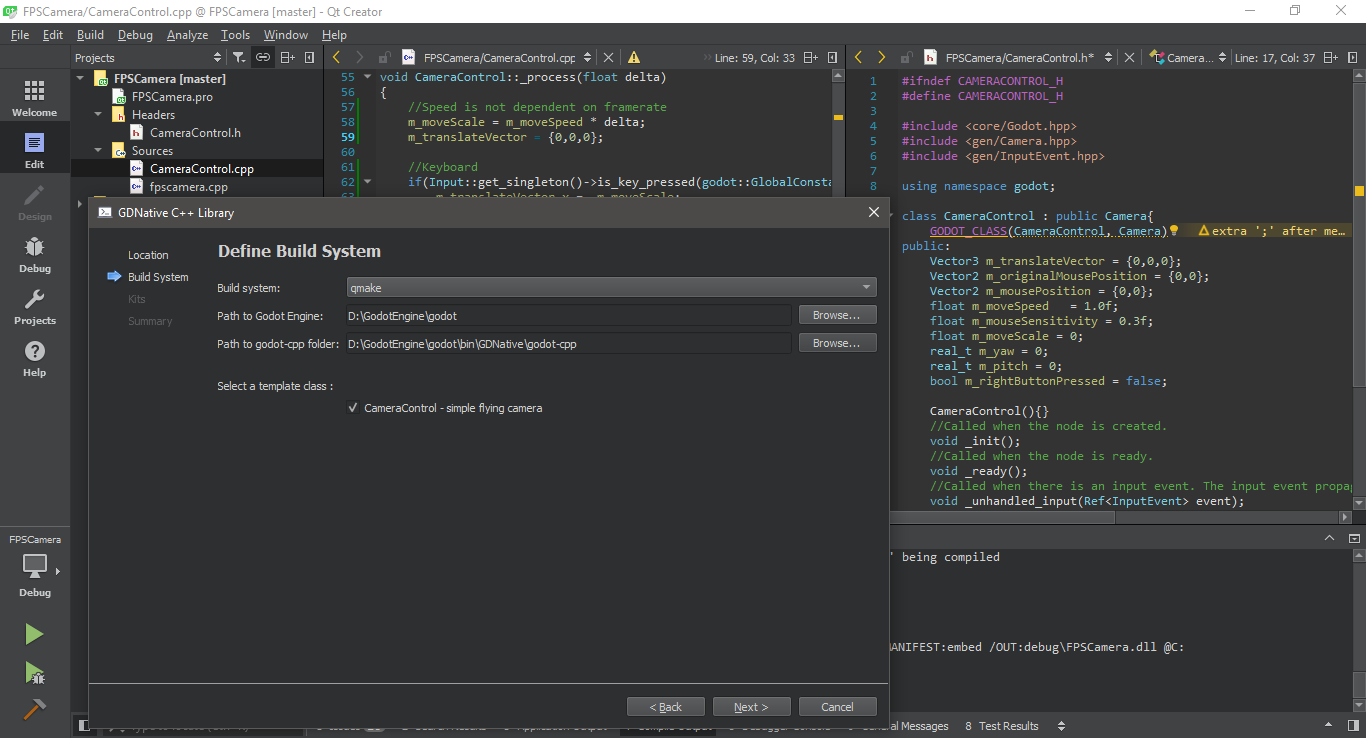 FPSCamera/CameraControl.cpp @ FPSCamera [master] - Qt Creator
File Edit Build Debug Analyze Tools Window Help
Projects
FPSCamera/CameraControl.cpp
Line: 59, Col: 33
FPSCamera/CameraControl.h*
Camera...
Line: 17, Col: 37
Welcome
Edit
Design
Debug
Projects
Help
FPSCamera
Debug
FPSCamera [master]
FPSCamera.pro
Headers
CameraControl.h
Sources
CameraControl.cpp
fpscamera.cpp
55 void CameraControl::_process(float delta)
56 {
57 //Speed is not dependent on framerate
58 m_moveScale = m_moveSpeed * delta;
59 m_translateVector = {0,0,0};
60
61 //Keyboard
62 if(Input::get_singleton()->is_key_pressed(godot::GlobalConsta
1 #ifndef CAMERACONTROL_H
2 #define CAMERACONTROL_H
3
4 #include <core/Godot.hpp>
5 #include <gen/Camera.hpp>
6 #include <gen/InputEvent.hpp>
7
8 using namespace godot;
class CameraControl : public Camera{
GODOT_CLASS(CameraControl, Camera) extra ';' after me…
public:
Vector3 m_translateVector = {0,0,0};
Vector2 m_originalMousePosition = {0,0};
Vector2 m_mousePosition = {0,0};
float m_moveSpeed = 1.0f;
float m_mouseSensitivity = 0.3f;
float m_moveScale = 0;
real_t m_yaw = 0;
real_t m_pitch = 0;
bool m_rightButtonPressed = false;
CameraControl(){}
//Called when the node is created.
void _init();
//Called when the node is ready.
void _ready();
//Called when there is an input event. The input event propa
void _unhandled_input(Ref<InputEvent> event);
GDNative C++ Library
Location
Build System
Kits
Summary
Define Build System
Build system: qmake
Path to Godot Engine: D:\GodotEngine\godot Browse...
Path to godot-cpp folder: D:\GodotEngine\godot\bin\GDNative\godot-cpp Browse...
Select a template class :
CameraControl - simple flying camera
< Back Next > Cancel
' being compiled
MANIFEST:embed /OUT:debug\FPSCamera.dll @C:
al Messages 8 Test Results